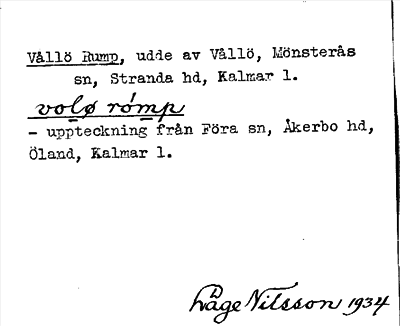 Vållö Rump, udde av Vållö, Mönsterås
sn, Stranda hd, Kalmar l.
volø rómp
- uppteckning från Föra sn, Åkerbo hd,
Öland, Kalmar l.
Låge Nilsson 1934